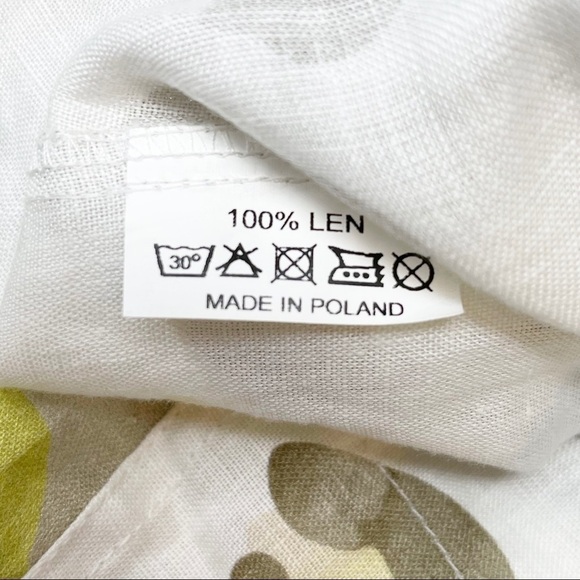 100% LEN
30°
MADE IN POLAND